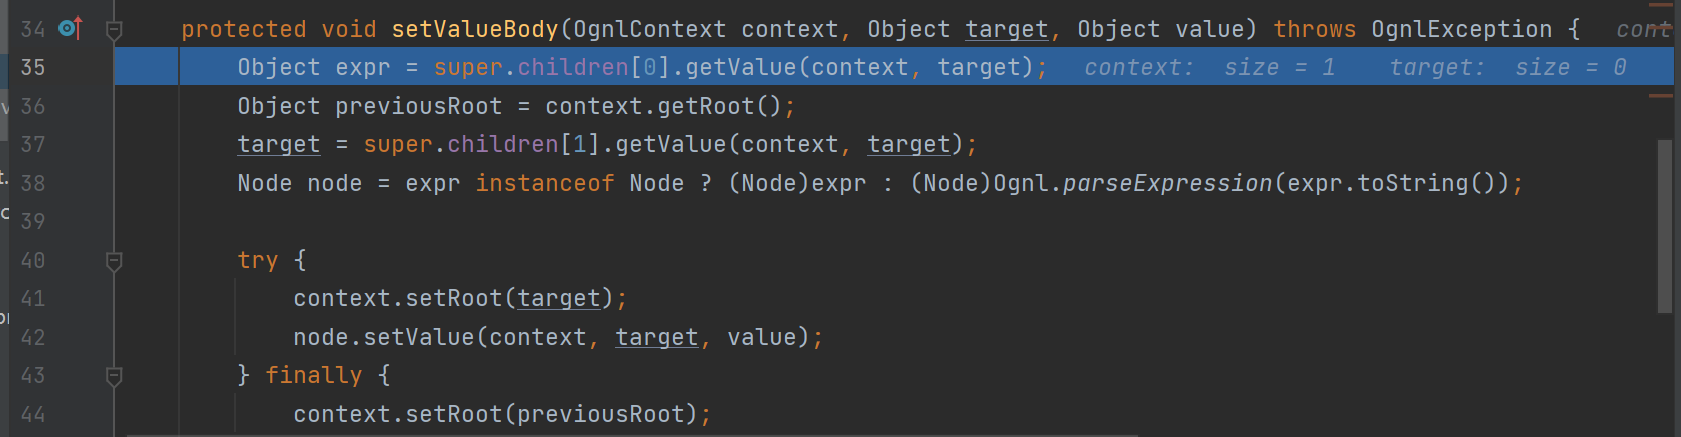 34 protected void setValueBody(OgnlContext context, Object target, Object value) throws OgnlException { cont
35 Object expr = super.children[0].getValue(context, target); context: size = 1 target: size = 0
36 Object previousRoot = context.getRoot();
37 target = super.children[1].getValue(context, target);
38 Node node = expr instanceof Node ? (Node)expr : (Node)Ognl.parseExpression(expr.toString());
39
40 try {
41 context.setRoot(target);
42 node.setValue(context, target, value);
43 } finally {
44 context.setRoot(previousRoot);